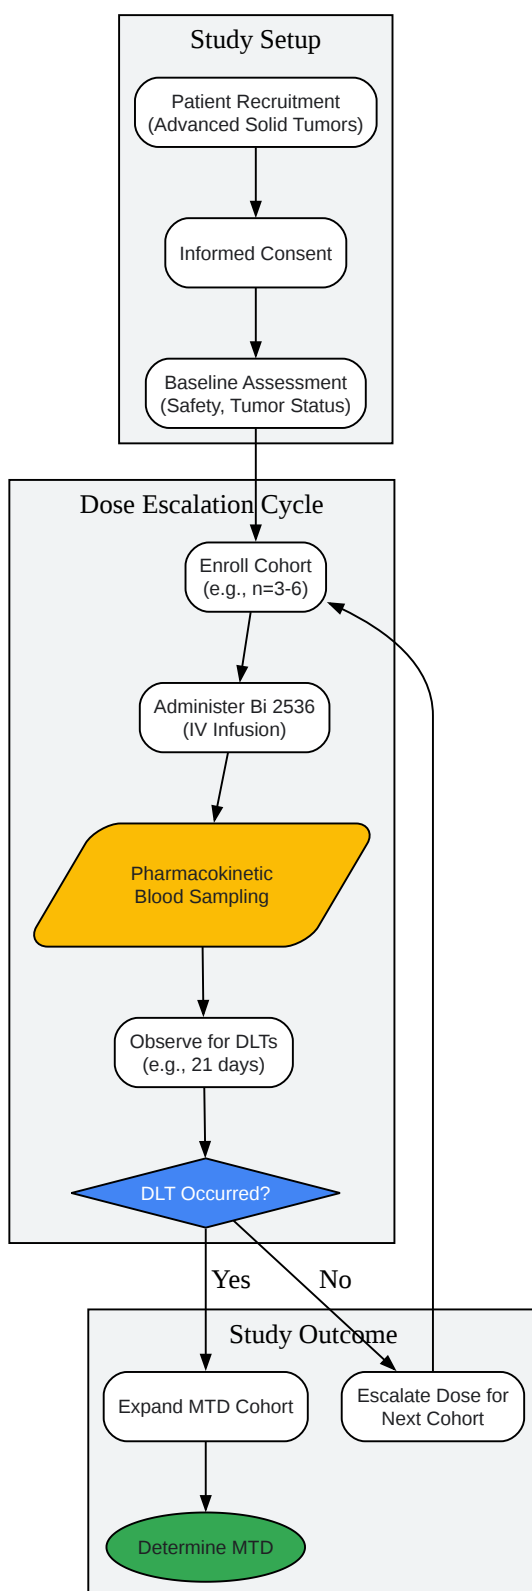 Study Setup
Patient Recruitment
(Advanced Solid Tumors)
Informed Consent
Baseline Assessment
(Safety, Tumor Status)
Dose Escalation Cycle
Enroll Cohort
(e.g., n=3-6)
Administer Bi 2536
(IV Infusion)
Pharmacokinetic
Blood Sampling
Observe for DLTs
(e.g., 21 days)
DLT Occurred?
Yes
No
Study Outcome
Expand MTD Cohort
Escalate Dose for
Next Cohort
Determine MTD